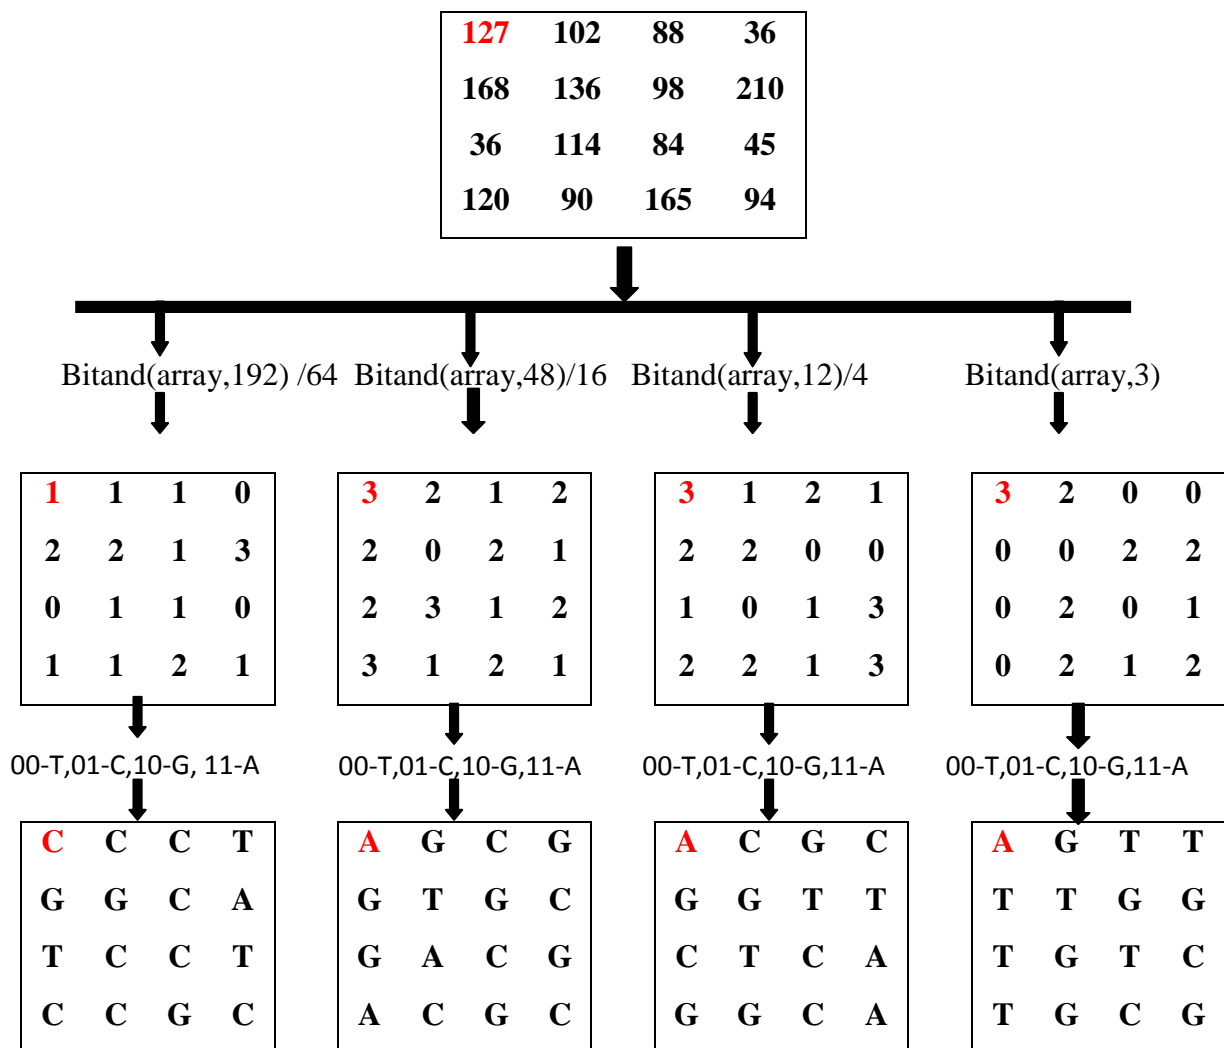 127 102 88 36
168 136 98 210
36 114 84 45
120 90 165 94
Bitand(array,192) /64 Bitand(array,48)/16 Bitand(array,12)/4 Bitand(array,3)
1 1 1 0 3 2 1 2 3 1 2 1 3 2 0 0
2 2 1 3 2 0 2 1 2 2 0 0 0 0 2 2
0 1 1 0 2 3 1 2 1 0 1 3 0 2 0 1
1 1 2 1 3 1 2 1 2 2 1 3 0 2 1 2
00-T,01-C,10-G, 11-A 00-T,01-C,10-G,11-A 00-T,01-C,10-G,11-A 00-T,01-C,10-G,11-A
C C C T A G C G A C G C A G T T
G G C A G T G C G G T T T T G G
T C C T G A C G C T C A T G T C
C C G C A C G C G G C A T G C G